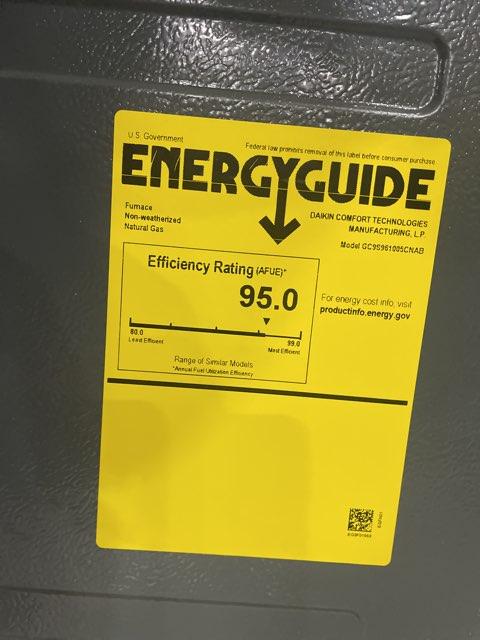 U.S. Government
Federal law prohibits removal of this label before consumer purchase.
ENERGYGUIDE
Furnace
Non-weatherized
Natural Gas
DAIKIN COMFORT TECHNOLOGIES
MANUFACTURING, L.P.
Model GC9S961005CNAB
Efficiency Rating (AFUE)*
95.0
80.0
Least Efficient
99.0
Most Efficient
Range of Similar Models
*Annual Fuel Utilization Efficiency
For energy cost info, visit
productinfo.energy.gov